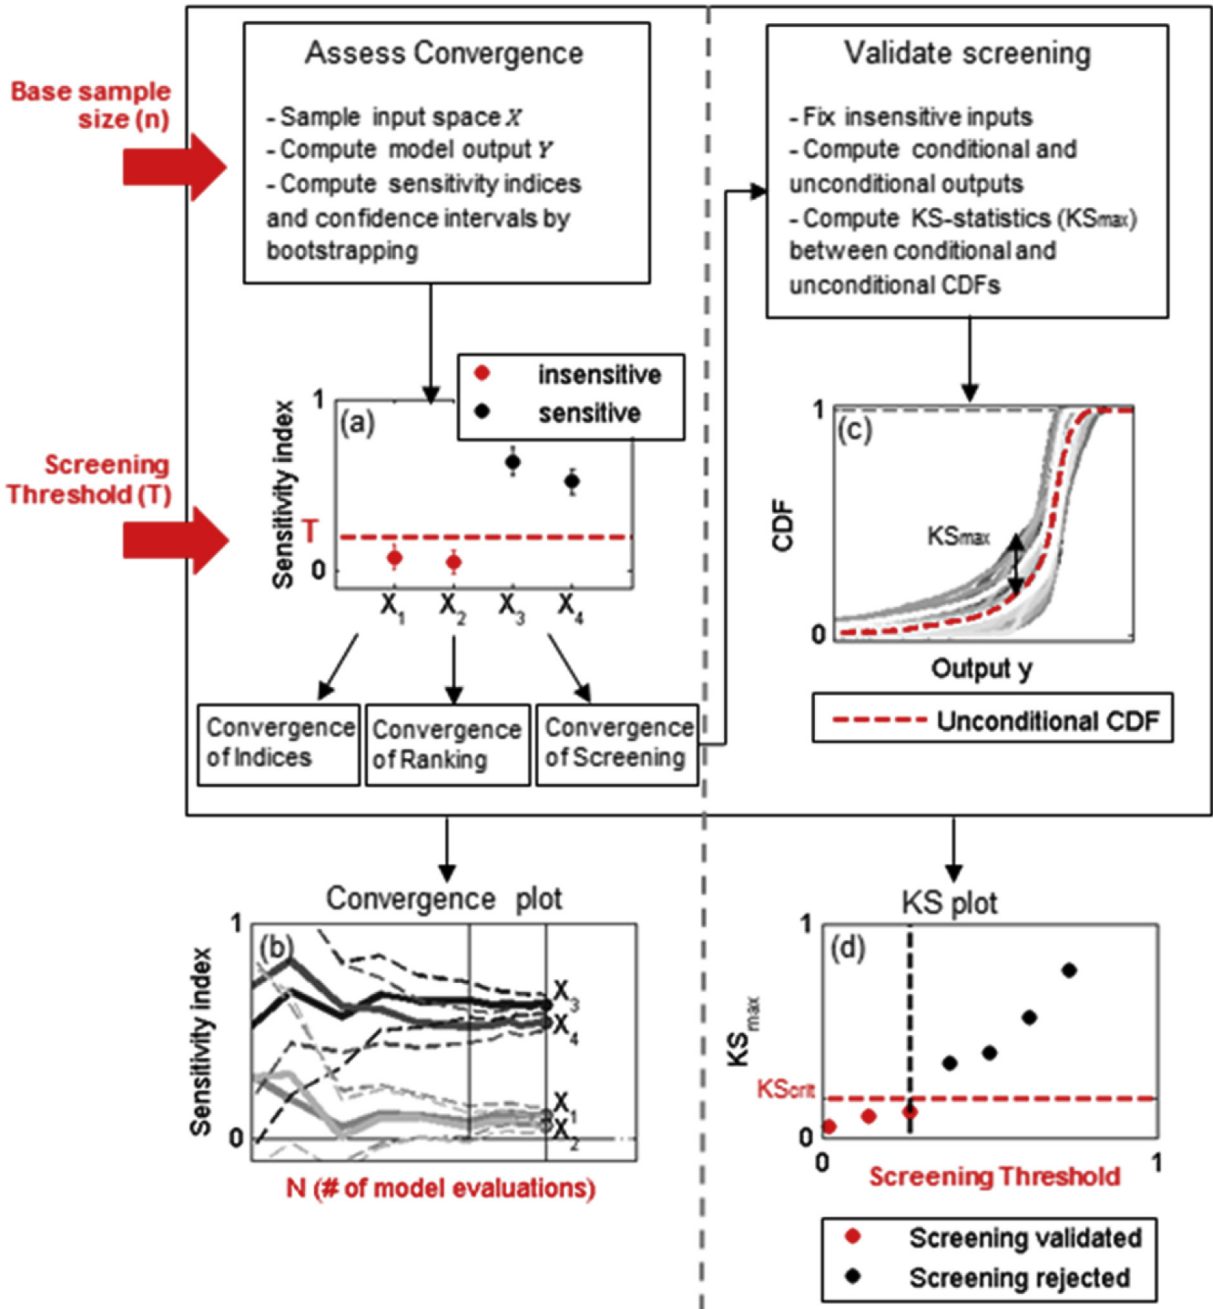 Assess Convergence
- Sample input space X
- Compute model output Y
- Compute sensitivity indices
and confidence intervals by
bootstrapping
Validate screening
- Fix insensitive inputs
- Compute conditional and
unconditional outputs
- Compute KS-statistics (KSmax)
between conditional and
unconditional CDFs
Base sample
size (n)
Screening
Threshold (T)
insensitive
sensitive
(a)
1
T
0
Sensitivity index
X1
X2
X3
X4
Convergence
of Indices
Convergence
of Ranking
Convergence
of Screening
(c)
1
0
CDF
KSmax
Output y
Unconditional CDF
Convergence plot
(b)
1
0
Sensitivity index
X3
X4
X1
X2
N (# of model evaluations)
KS plot
(d)
1
KSmax
KScrit
0
0
1
Screening Threshold
Screening validated
Screening rejected